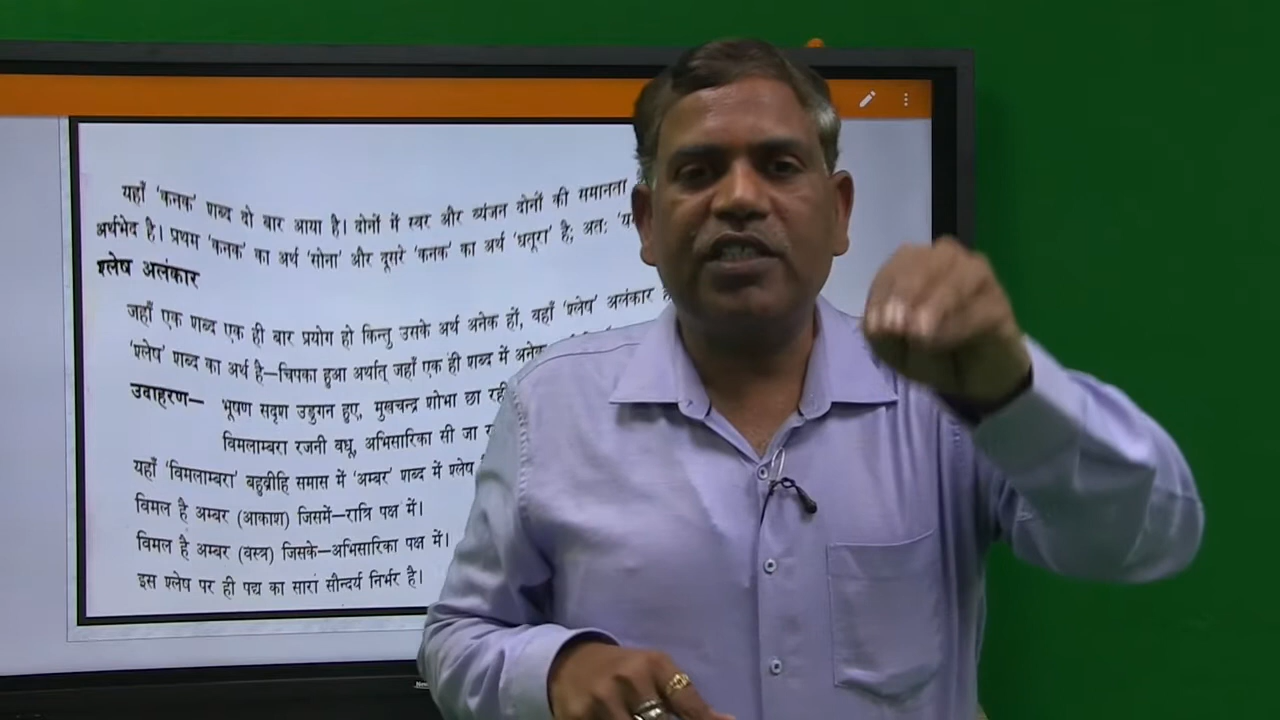 यहाँ 'कनक' शब्द दो बार आया है। दोनों में स्वर और व्यंजन दोनों की समानता
अर्थभेद है। प्रथम 'कनक' का अर्थ 'सोना' और दूसरे 'कनक' का अर्थ 'धतूरा' है; अतः
श्लेष अलंकार
जहाँ एक शब्द एक ही बार प्रयोग हो किन्तु उसके अर्थ अनेक हों, वहाँ 'श्लेष' अलंकार
'श्लेष' शब्द का अर्थ है—चिपका हुआ अर्थात् जहाँ एक ही शब्द में
उदाहरण— भूषण सदृश उडुगन हुए, मुखचन्द्र शोभा छा
विमलाम्बरा रजनी वधू, अभिसारिका सी जा
यहाँ 'विमलाम्बरा' बहुव्रीहि समास में 'अम्बर' शब्द में श्लेष
विमल है अम्बर (आकाश) जिसमें—रात्रि पक्ष में।
विमल है अम्बर (वस्त्र) जिसके—अभिसारिका पक्ष में।
इस श्लेष पर ही पद्य का सारा सौन्दर्य निर्भर है।